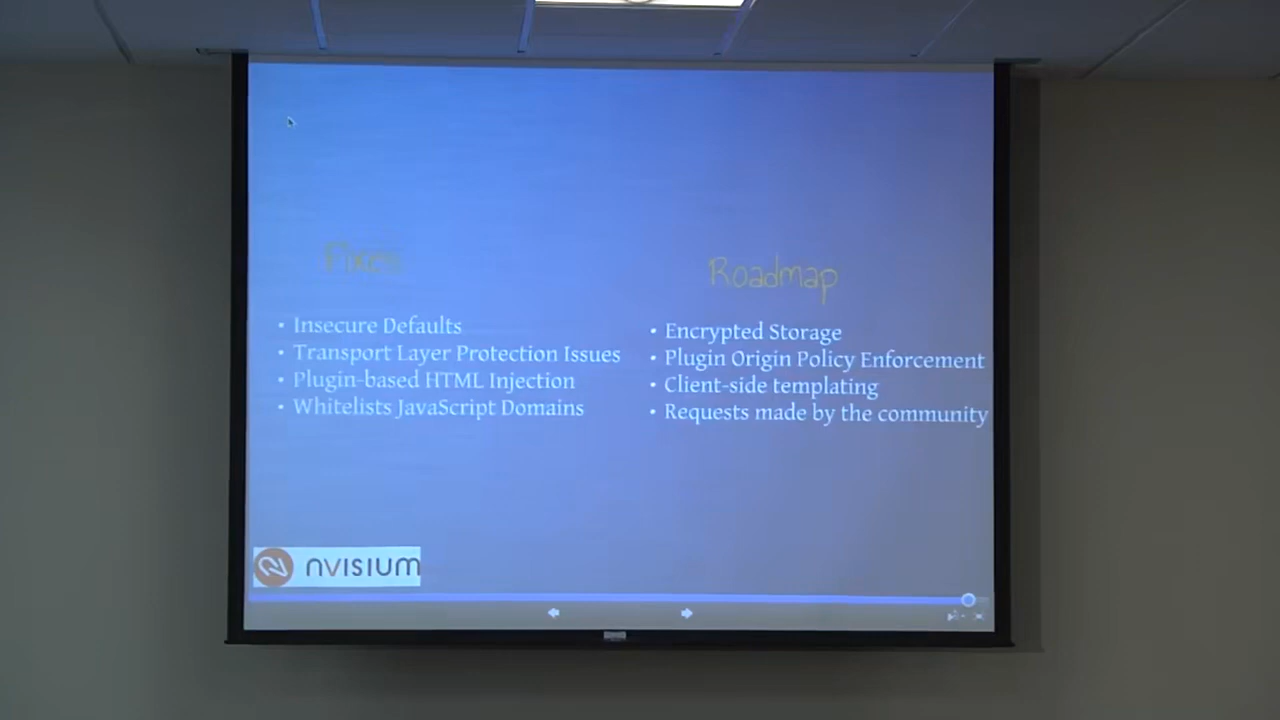 Fixes
• Insecure Defaults
• Transport Layer Protection Issues
• Plugin-based HTML Injection
• Whitelists JavaScript Domains
Roadmap
• Encrypted Storage
• Plugin Origin Policy Enforcement
• Client-side templating
• Requests made by the community
nVISIUM